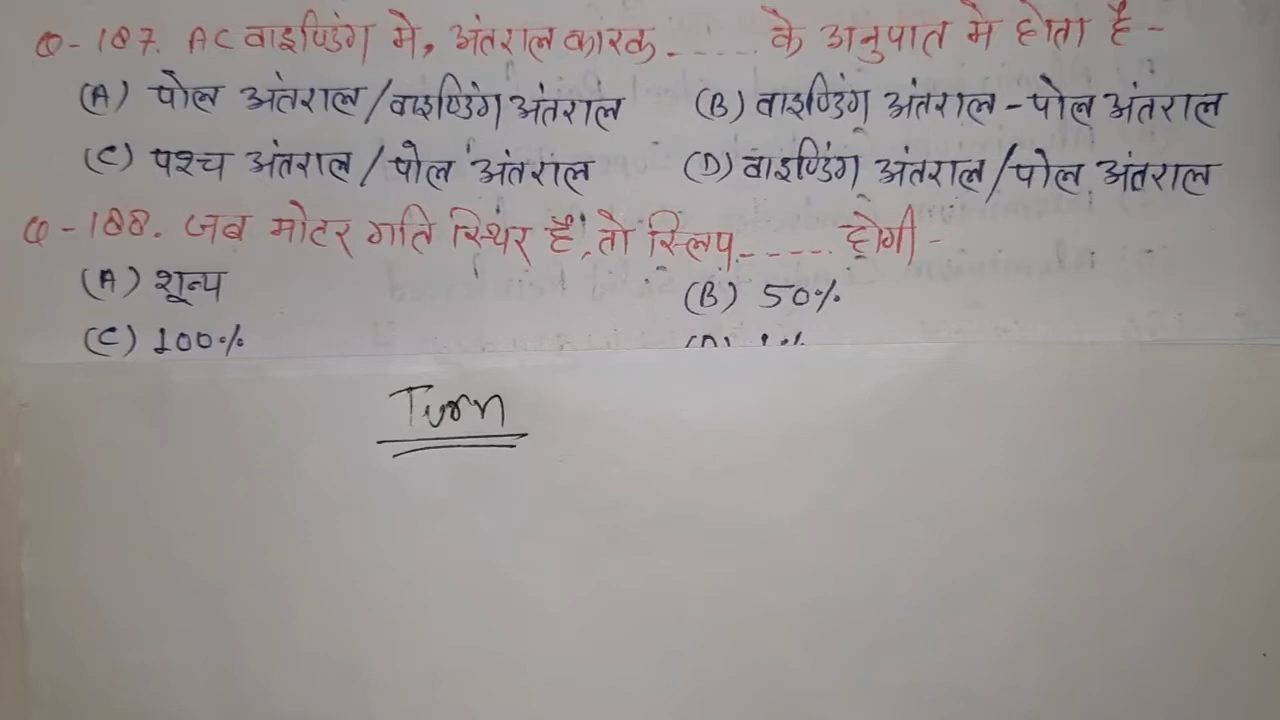 Q-187. AC वाइण्डिंग मे, अंतराल कारक ----- के अनुपात मे होता है-
(A) पोल अंतराल/वाइण्डिंग अंतराल (B) वाइण्डिंग अंतराल-पोल अंतराल
(C) पश्च अंतराल/पोल अंतराल (D) वाइण्डिंग अंतराल/पोल अंतराल
Q-188. जब मोटर गति स्थिर है, तो स्लिप ----- होगी-
(A) शून्य (B) 50%
(C) 100%
Turn